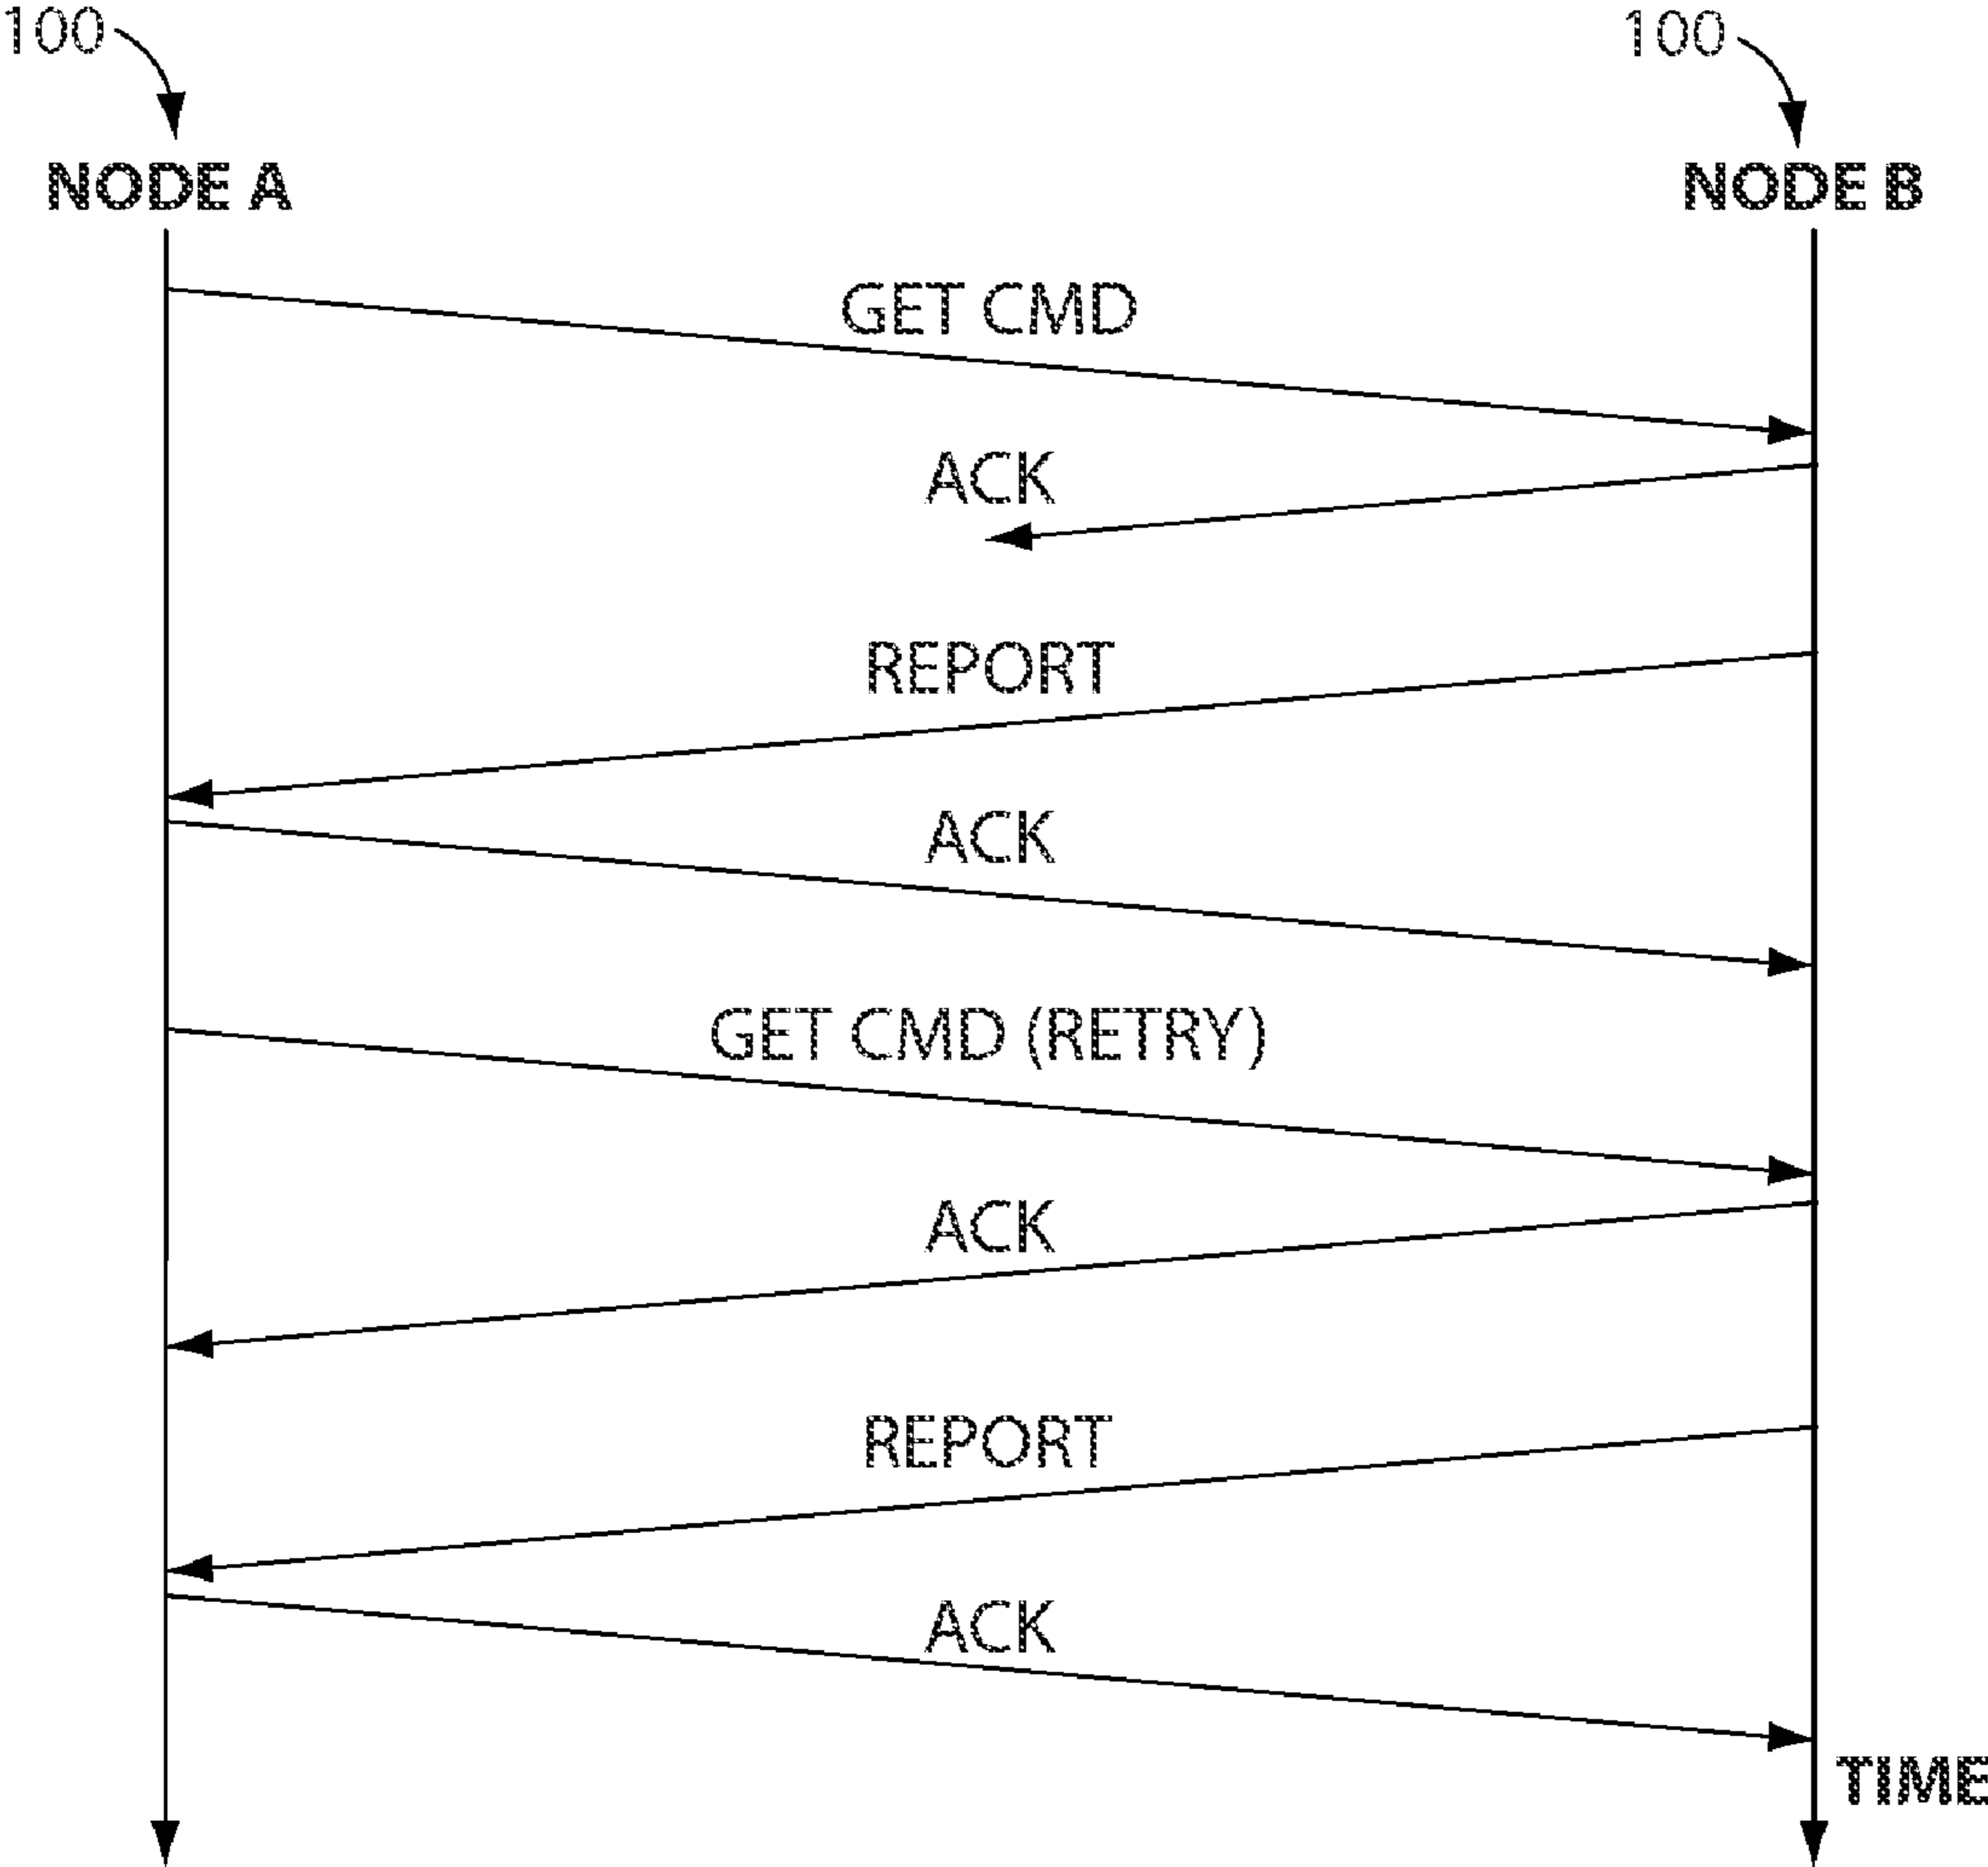 100
100
NODE A
NODE B
GET CMD
ACK
REPORT
ACK
GET CMD (RETRY)
ACK
REPORT
ACK
TIME